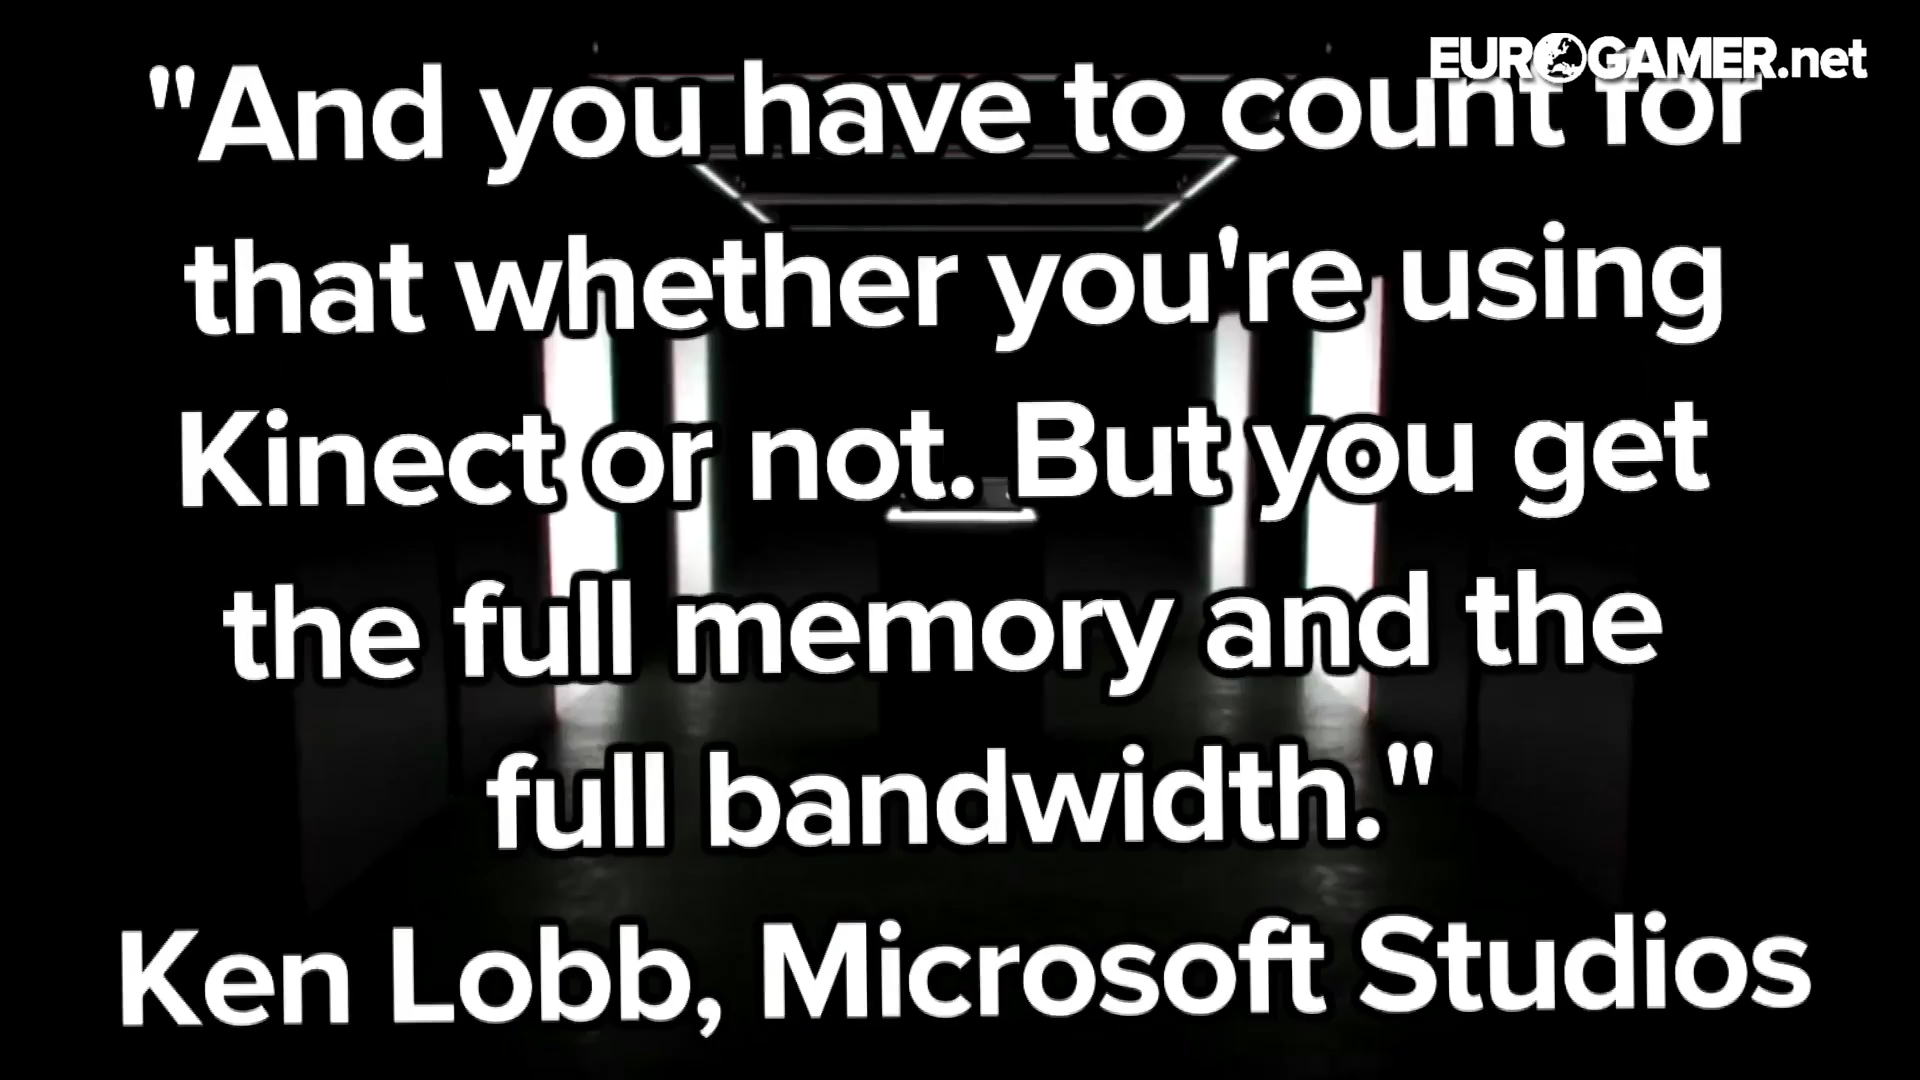 EUROGAMER.net
"And you have to count for
that whether you're using
Kinect or not. But you get
the full memory and the
full bandwidth."
Ken Lobb, Microsoft Studios